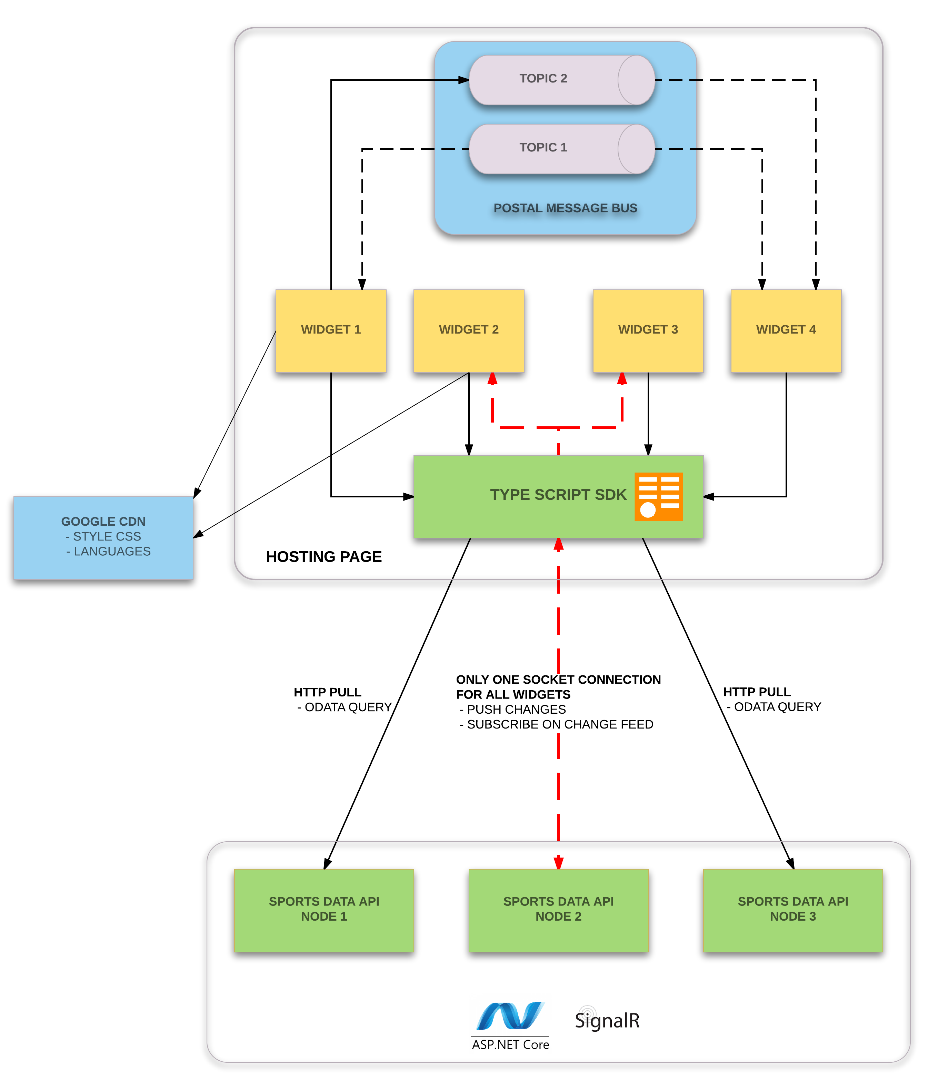 TOPIC 2
TOPIC 1
POSTAL MESSAGE BUS
WIDGET 1
WIDGET 2
WIDGET 3
WIDGET 4
TYPE SCRIPT SDK
GOOGLE CDN
- STYLE CSS
- LANGUAGES
HOSTING PAGE
HTTP PULL
- ODATA QUERY
ONLY ONE SOCKET CONNECTION
FOR ALL WIDGETS
- PUSH CHANGES
- SUBSCRIBE ON CHANGE FEED
HTTP PULL
- ODATA QUERY
SPORTS DATA API
NODE 1
SPORTS DATA API
NODE 2
SPORTS DATA API
NODE 3
ASP.NET Core
SignalR